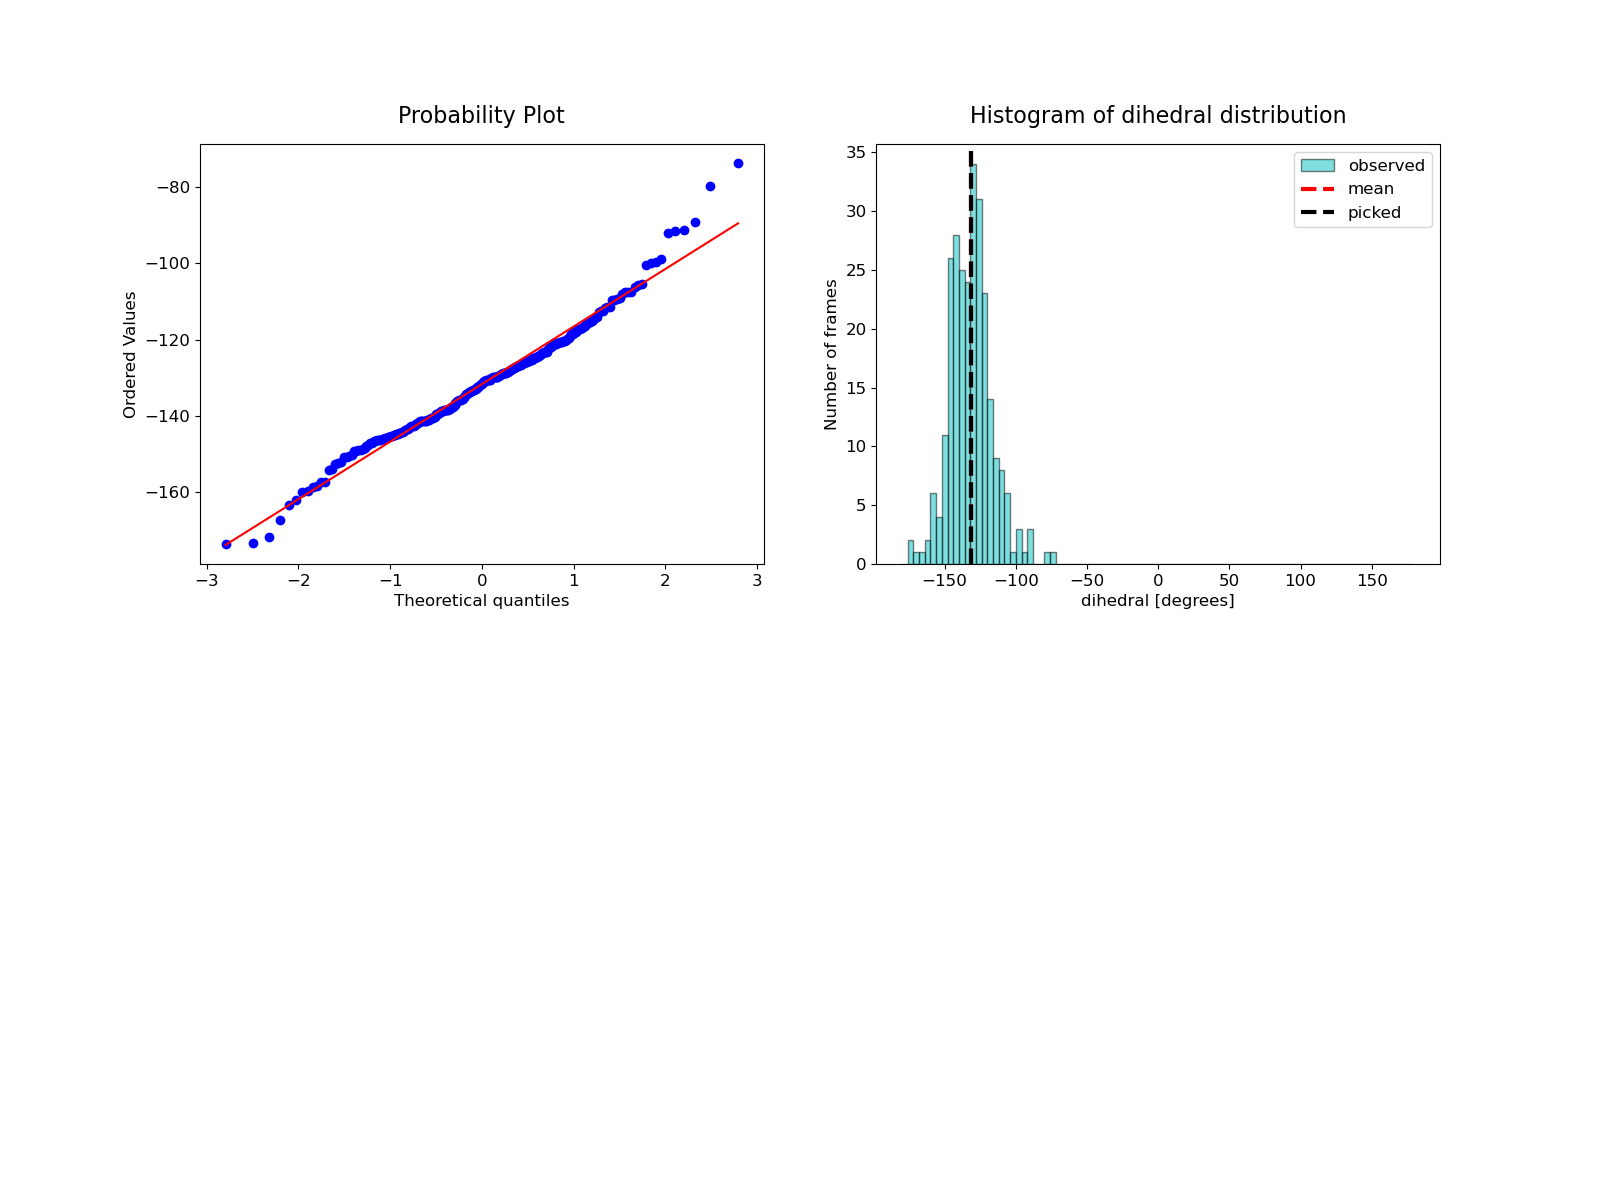 Probability Plot
Ordered Values
−80
−100
−120
−140
−160
−3 −2 −1 0 1 2 3
Theoretical quantiles
Histogram of dihedral distribution
Number of frames
35
30
25
20
15
10
5
0
−150 −100 −50 0 50 100 150
dihedral [degrees]
observed
mean
picked